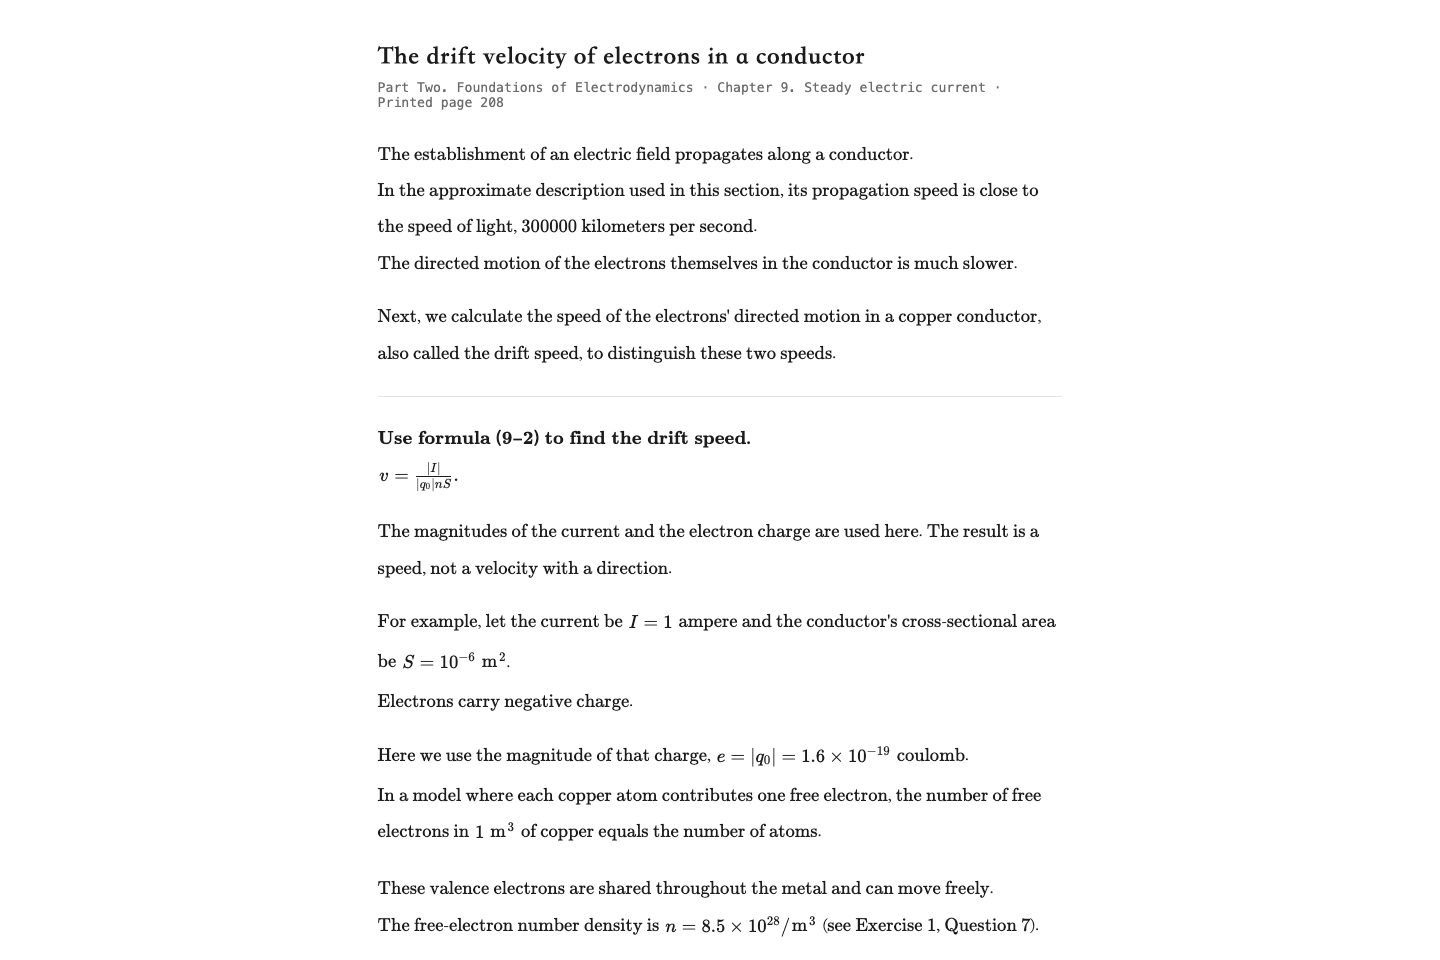 The drift velocity of electrons in a conductor
Part Two. Foundations of Electrodynamics · Chapter 9. Steady electric current ·
Printed page 208
The establishment of an electric field propagates along a conductor.
In the approximate description used in this section, its propagation speed is close to
the speed of light, 300000 kilometers per second.
The directed motion of the electrons themselves in the conductor is much slower.
Next, we calculate the speed of the electrons' directed motion in a copper conductor,
also called the drift speed, to distinguish these two speeds.
Use formula (9–2) to find the drift speed.
v = |I| / |q₀|nS.
The magnitudes of the current and the electron charge are used here. The result is a
speed, not a velocity with a direction.
For example, let the current be I = 1 ampere and the conductor's cross-sectional area
be S = 10⁻⁶ m².
Electrons carry negative charge.
Here we use the magnitude of that charge, e = |q₀| = 1.6 × 10⁻¹⁹ coulomb.
In a model where each copper atom contributes one free electron, the number of free
electrons in 1 m³ of copper equals the number of atoms.
These valence electrons are shared throughout the metal and can move freely.
The free-electron number density is n = 8.5 × 10²⁸/m³ (see Exercise 1, Question 7).